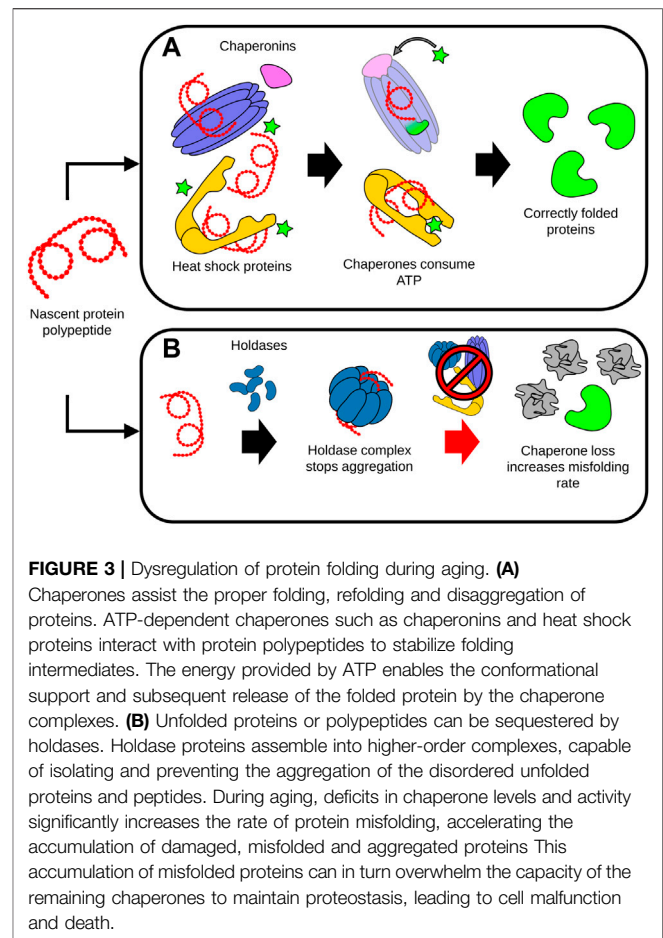 A
Chaperonins
Heat shock proteins
Chaperones consume
ATP
Correctly folded
proteins
Nascent protein
polypeptide
B
Holdases
Holdase complex
stops aggregation
Chaperone loss
increases misfolding
rate
FIGURE 3 | Dysregulation of protein folding during aging. (A)
Chaperones assist the proper folding, refolding and disaggregation of
proteins. ATP-dependent chaperones such as chaperonins and heat shock
proteins interact with protein polypeptides to stabilize folding
intermediates. The energy provided by ATP enables the conformational
support and subsequent release of the folded protein by the chaperone
complexes. (B) Unfolded proteins or polypeptides can be sequestered by
holdases. Holdase proteins assemble into higher-order complexes, capable
of isolating and preventing the aggregation of the disordered unfolded
proteins and peptides. During aging, deficits in chaperone levels and activity
significantly increases the rate of protein misfolding, accelerating the
accumulation of damaged, misfolded and aggregated proteins This
accumulation of misfolded proteins can in turn overwhelm the capacity of the
remaining chaperones to maintain proteostasis, leading to cell malfunction
and death.